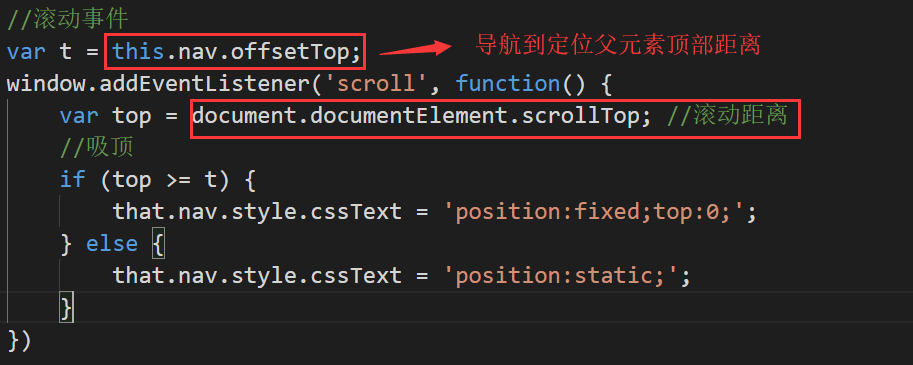 //滚动事件
var t = this.nav.offsetTop; 导航到定位父元素顶部距离
window.addEventListener('scroll', function() {
    var top = document.documentElement.scrollTop; //滚动距离
    //吸顶
    if (top >= t) {
        that.nav.style.cssText = 'position:fixed;top:0;';
    } else {
        that.nav.style.cssText = 'position:static;';
    }
})